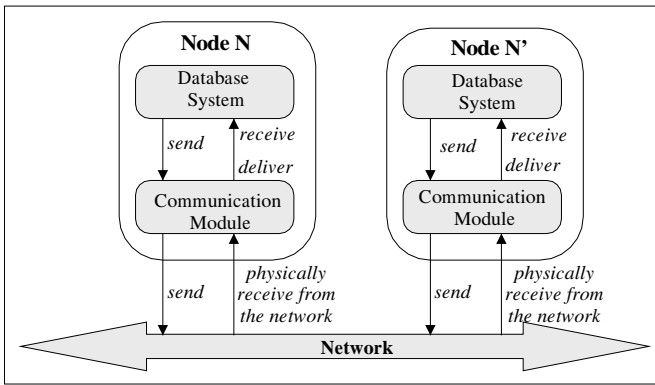 Node N
Database
System
send
receive
deliver
Communication
Module
send
physically
receive from
the network
Node N’
Database
System
send
receive
deliver
Communication
Module
send
physically
receive from
the network
Network